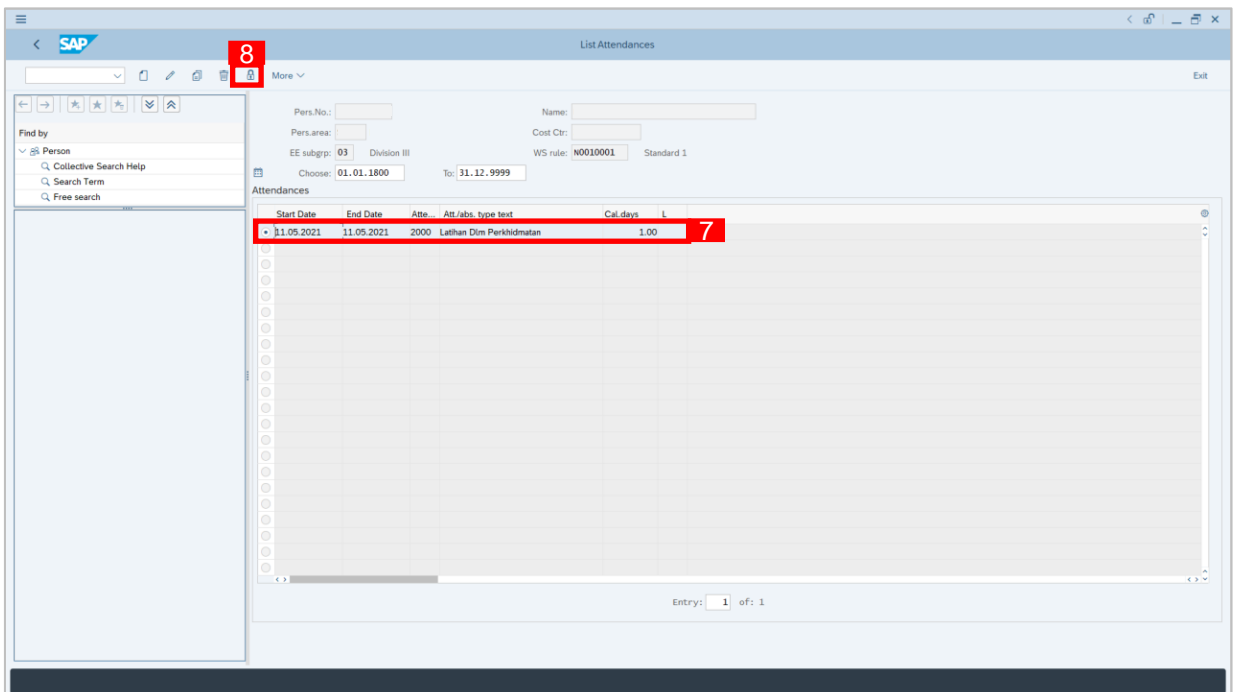 SAP
List Attendances
8
More
Exit
Pers.No.: Name:
Find by
Pers.area: Cost Ctr:
Person
EE subgrp: 03 Division III WS rule: N0010001 Standard 1
Collective Search Help
Choose: 01.01.1800 To: 31.12.9999
Search Term
Attendances
Free search
Start Date End Date Atte... Att./abs. type text Cal.days L
11.05.2021 11.05.2021 2000 Latihan Dlm Perkhidmatan 1.00
7
Entry: 1 of: 1